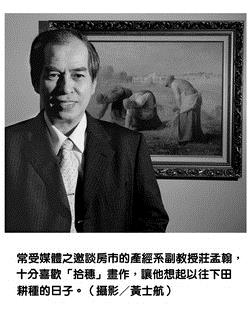 常受媒體之邀談房市的產經系副教授莊孟翰，
十分喜歡「拾穗」畫作，讓他想起以往下田
耕種的日子。（攝影／黃士航）